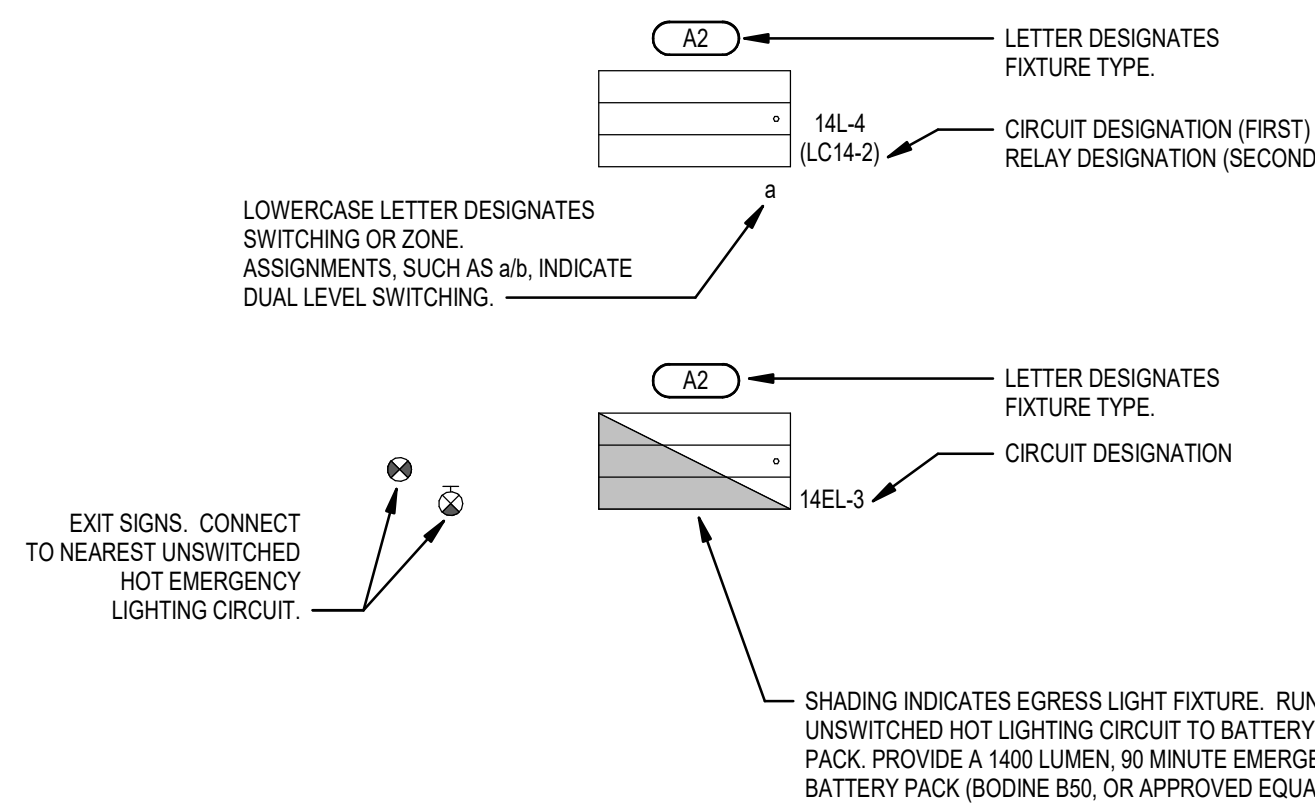 A2
LETTER DESIGNATES
FIXTURE TYPE.
14L-4
(LC14-2)
CIRCUIT DESIGNATION (FIRST)
RELAY DESIGNATION (SECOND
a
LOWERCASE LETTER DESIGNATES
SWITCHING OR ZONE.
ASSIGNMENTS, SUCH AS a/b, INDICATE
DUAL LEVEL SWITCHING.
A2
LETTER DESIGNATES
FIXTURE TYPE.
CIRCUIT DESIGNATION
14EL-3
EXIT SIGNS. CONNECT
TO NEAREST UNSWITCHED
HOT EMERGENCY
LIGHTING CIRCUIT.
SHADING INDICATES EGRESS LIGHT FIXTURE. RUN
UNSWITCHED HOT LIGHTING CIRCUIT TO BATTERY
PACK. PROVIDE A 1400 LUMEN, 90 MINUTE EMERGE
BATTERY PACK (BODINE B50, OR APPROVED EQUA